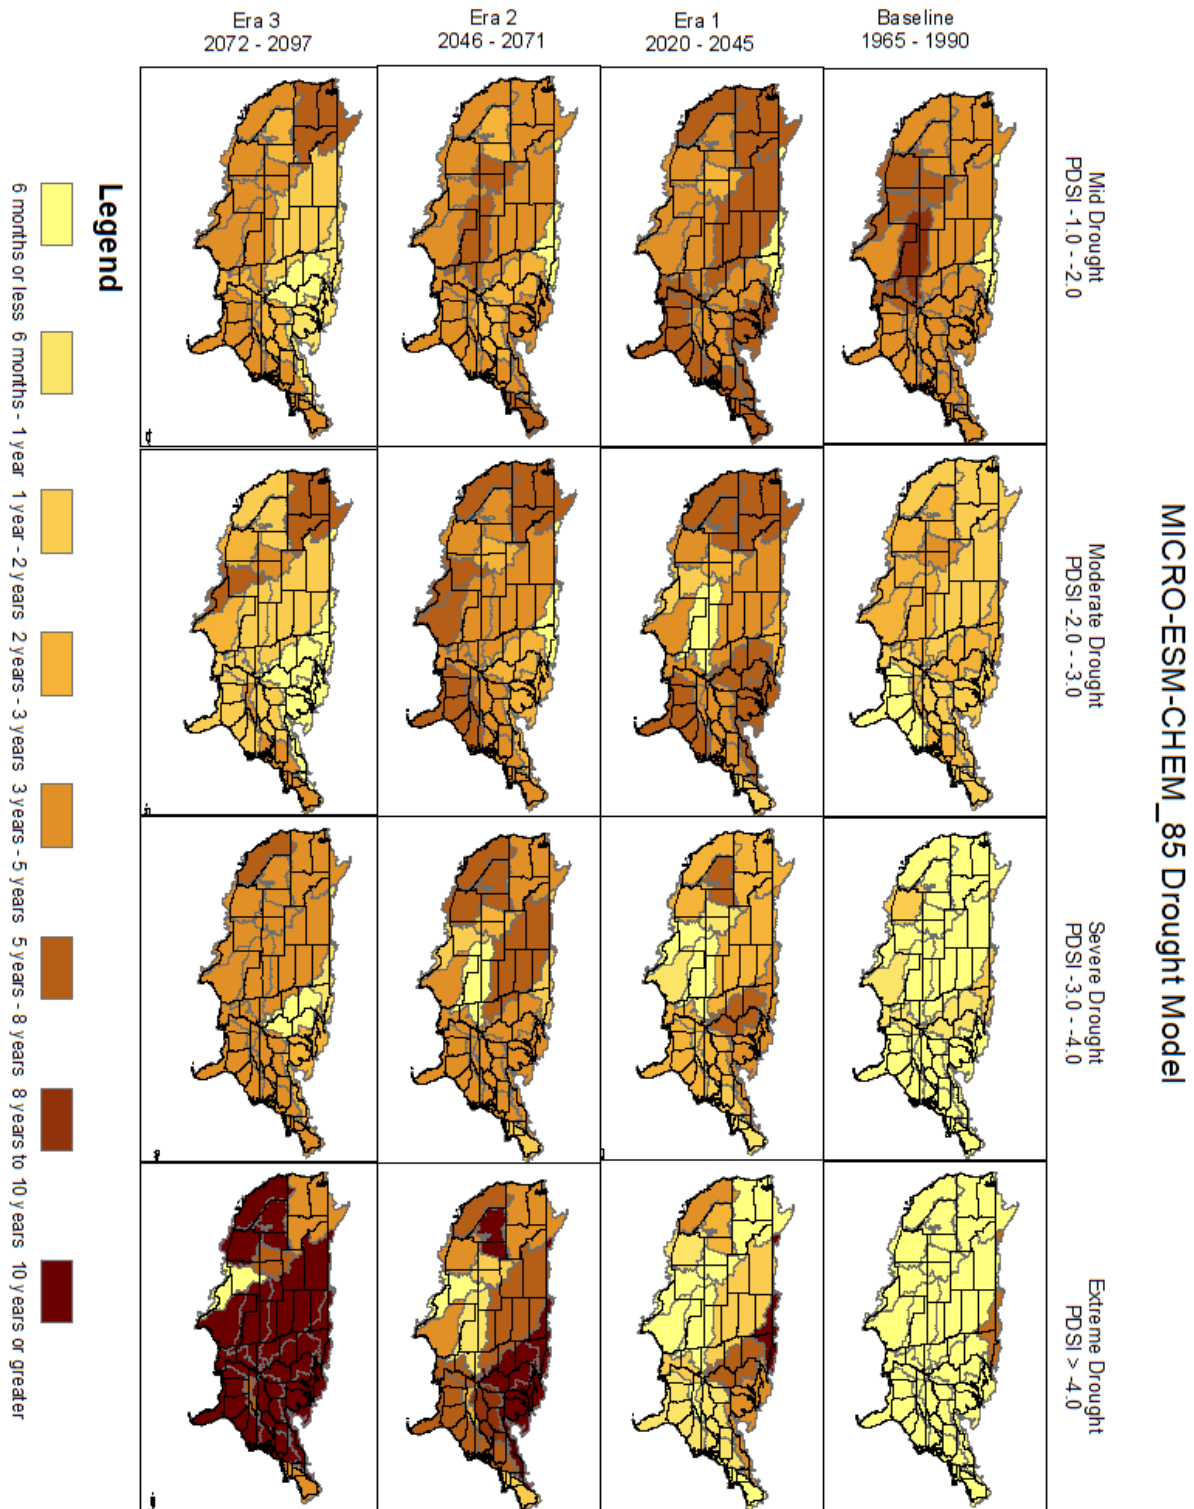 MICRO-ESIM-CHEM_85 Drought Model
Mid Drought
PDSI -1.0 - -2.0
Moderate Drought
PDSI -2.0 - -3.0
Severe Drought
PDSI -3.0 - -4.0
Extreme Drought
PDSI > -4.0
Baseline
1965 - 1990
Era 1
2020 - 2045
Era 2
2046 - 2071
Era 3
2072 - 2097
Legend
6 months or less
6 months - 1 year
1 year - 2 years
2 years - 3 years
3 years - 5 years
5 years - 8 years
8 years to 10 years
10 years or greater